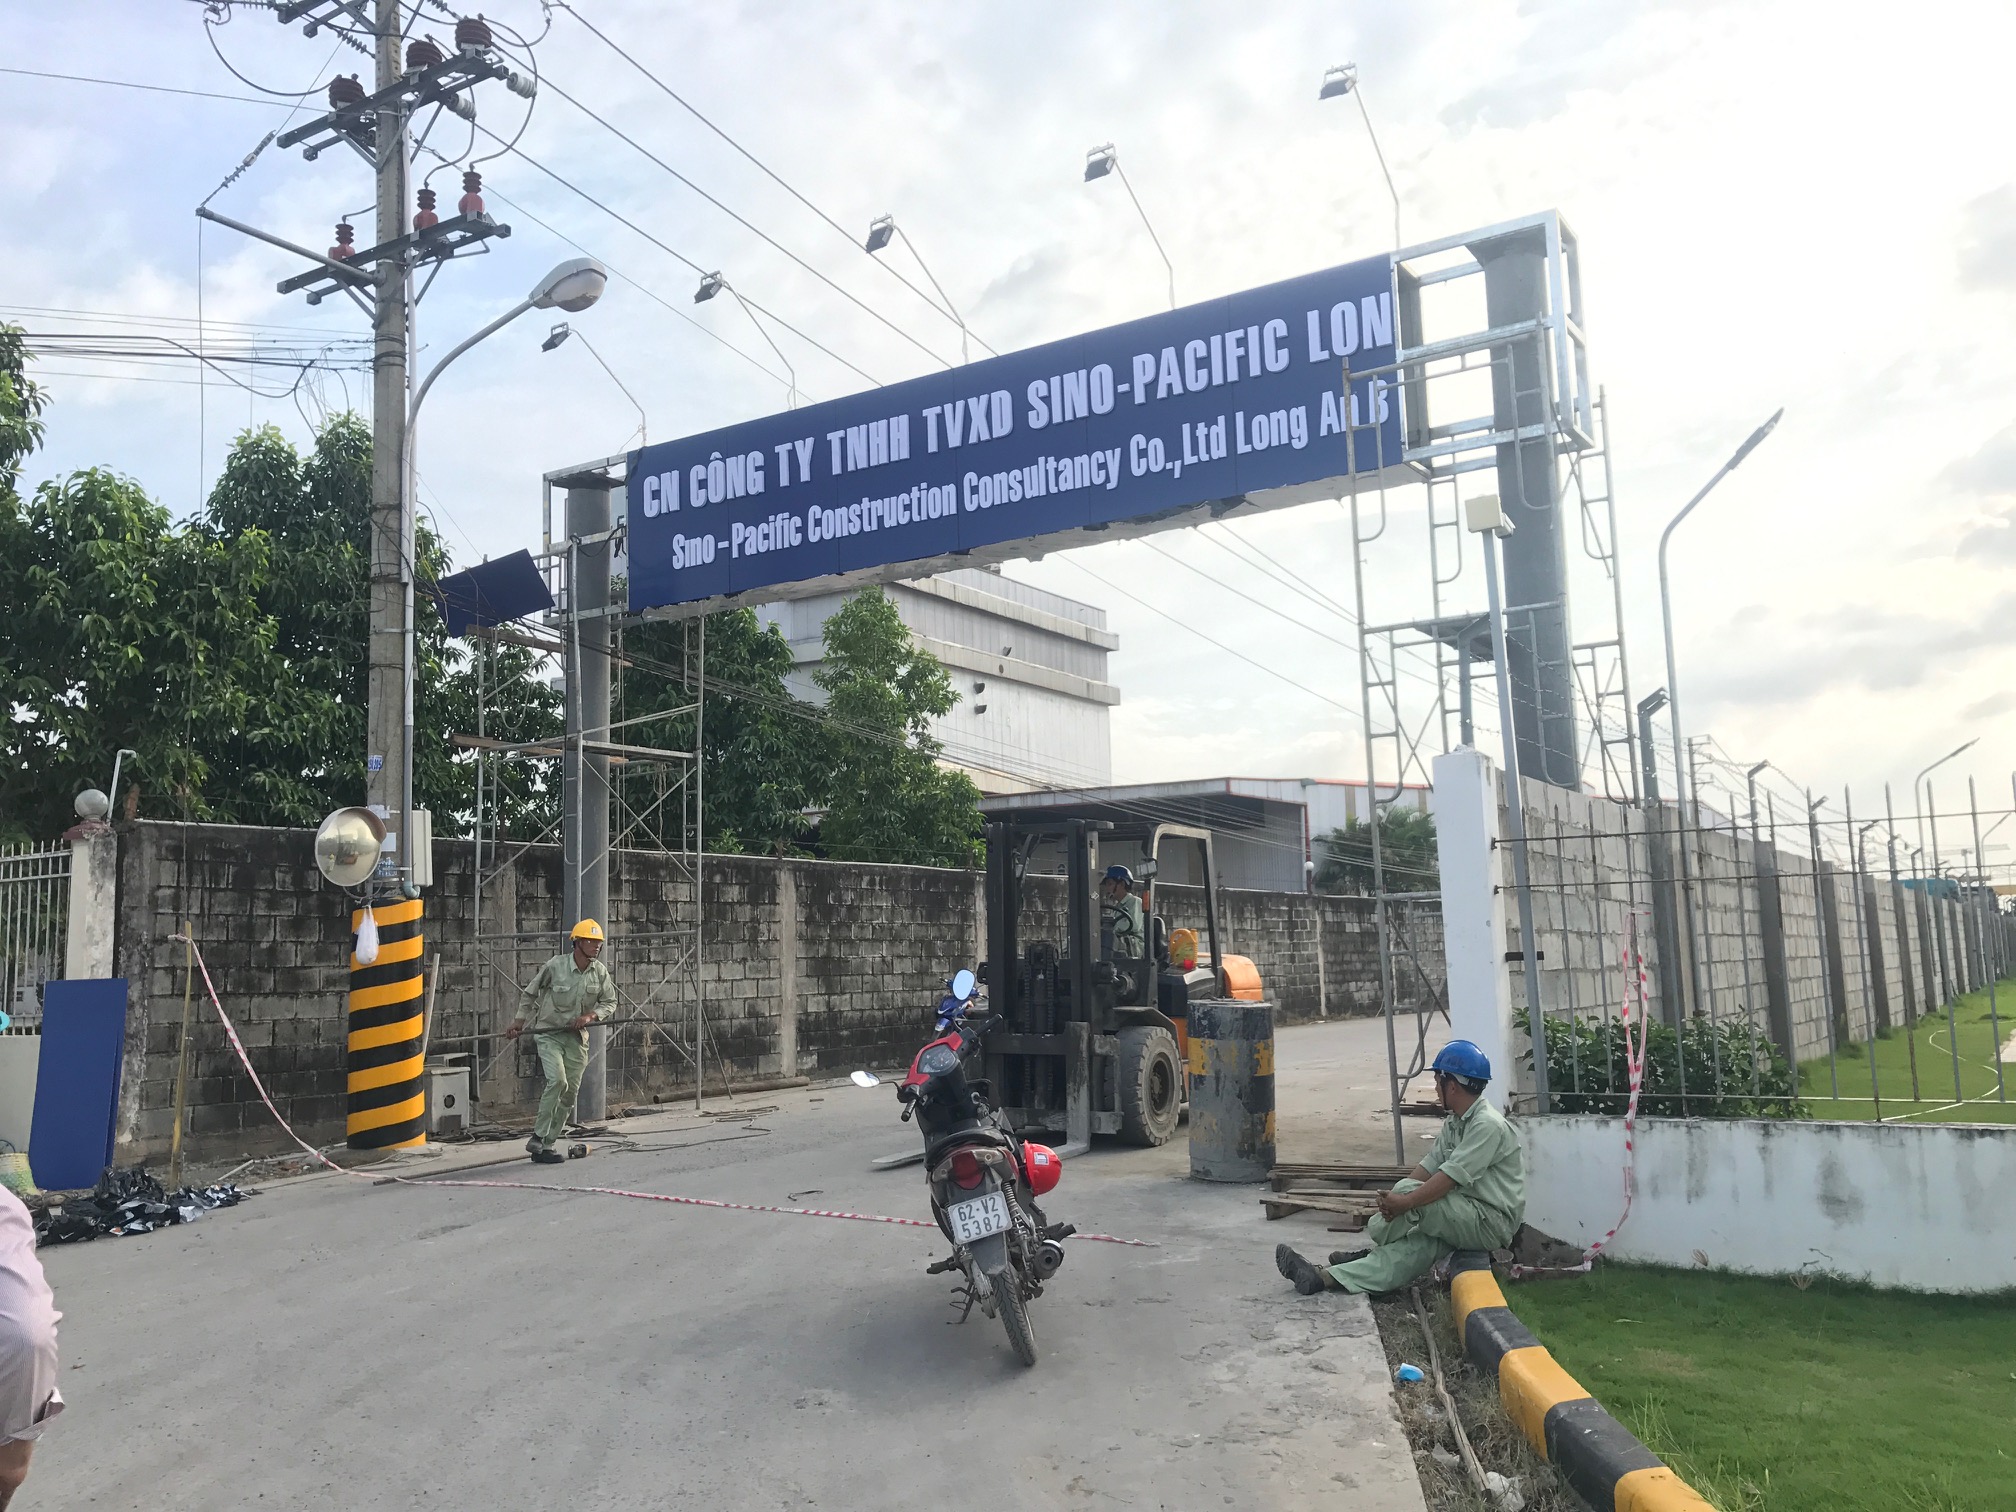 CN CÔNG TY TNHH TVXD SINO-PACIFIC LON
Sino-Pacific Construction Consultancy Co.,Ltd Long An B
62-V2
5382